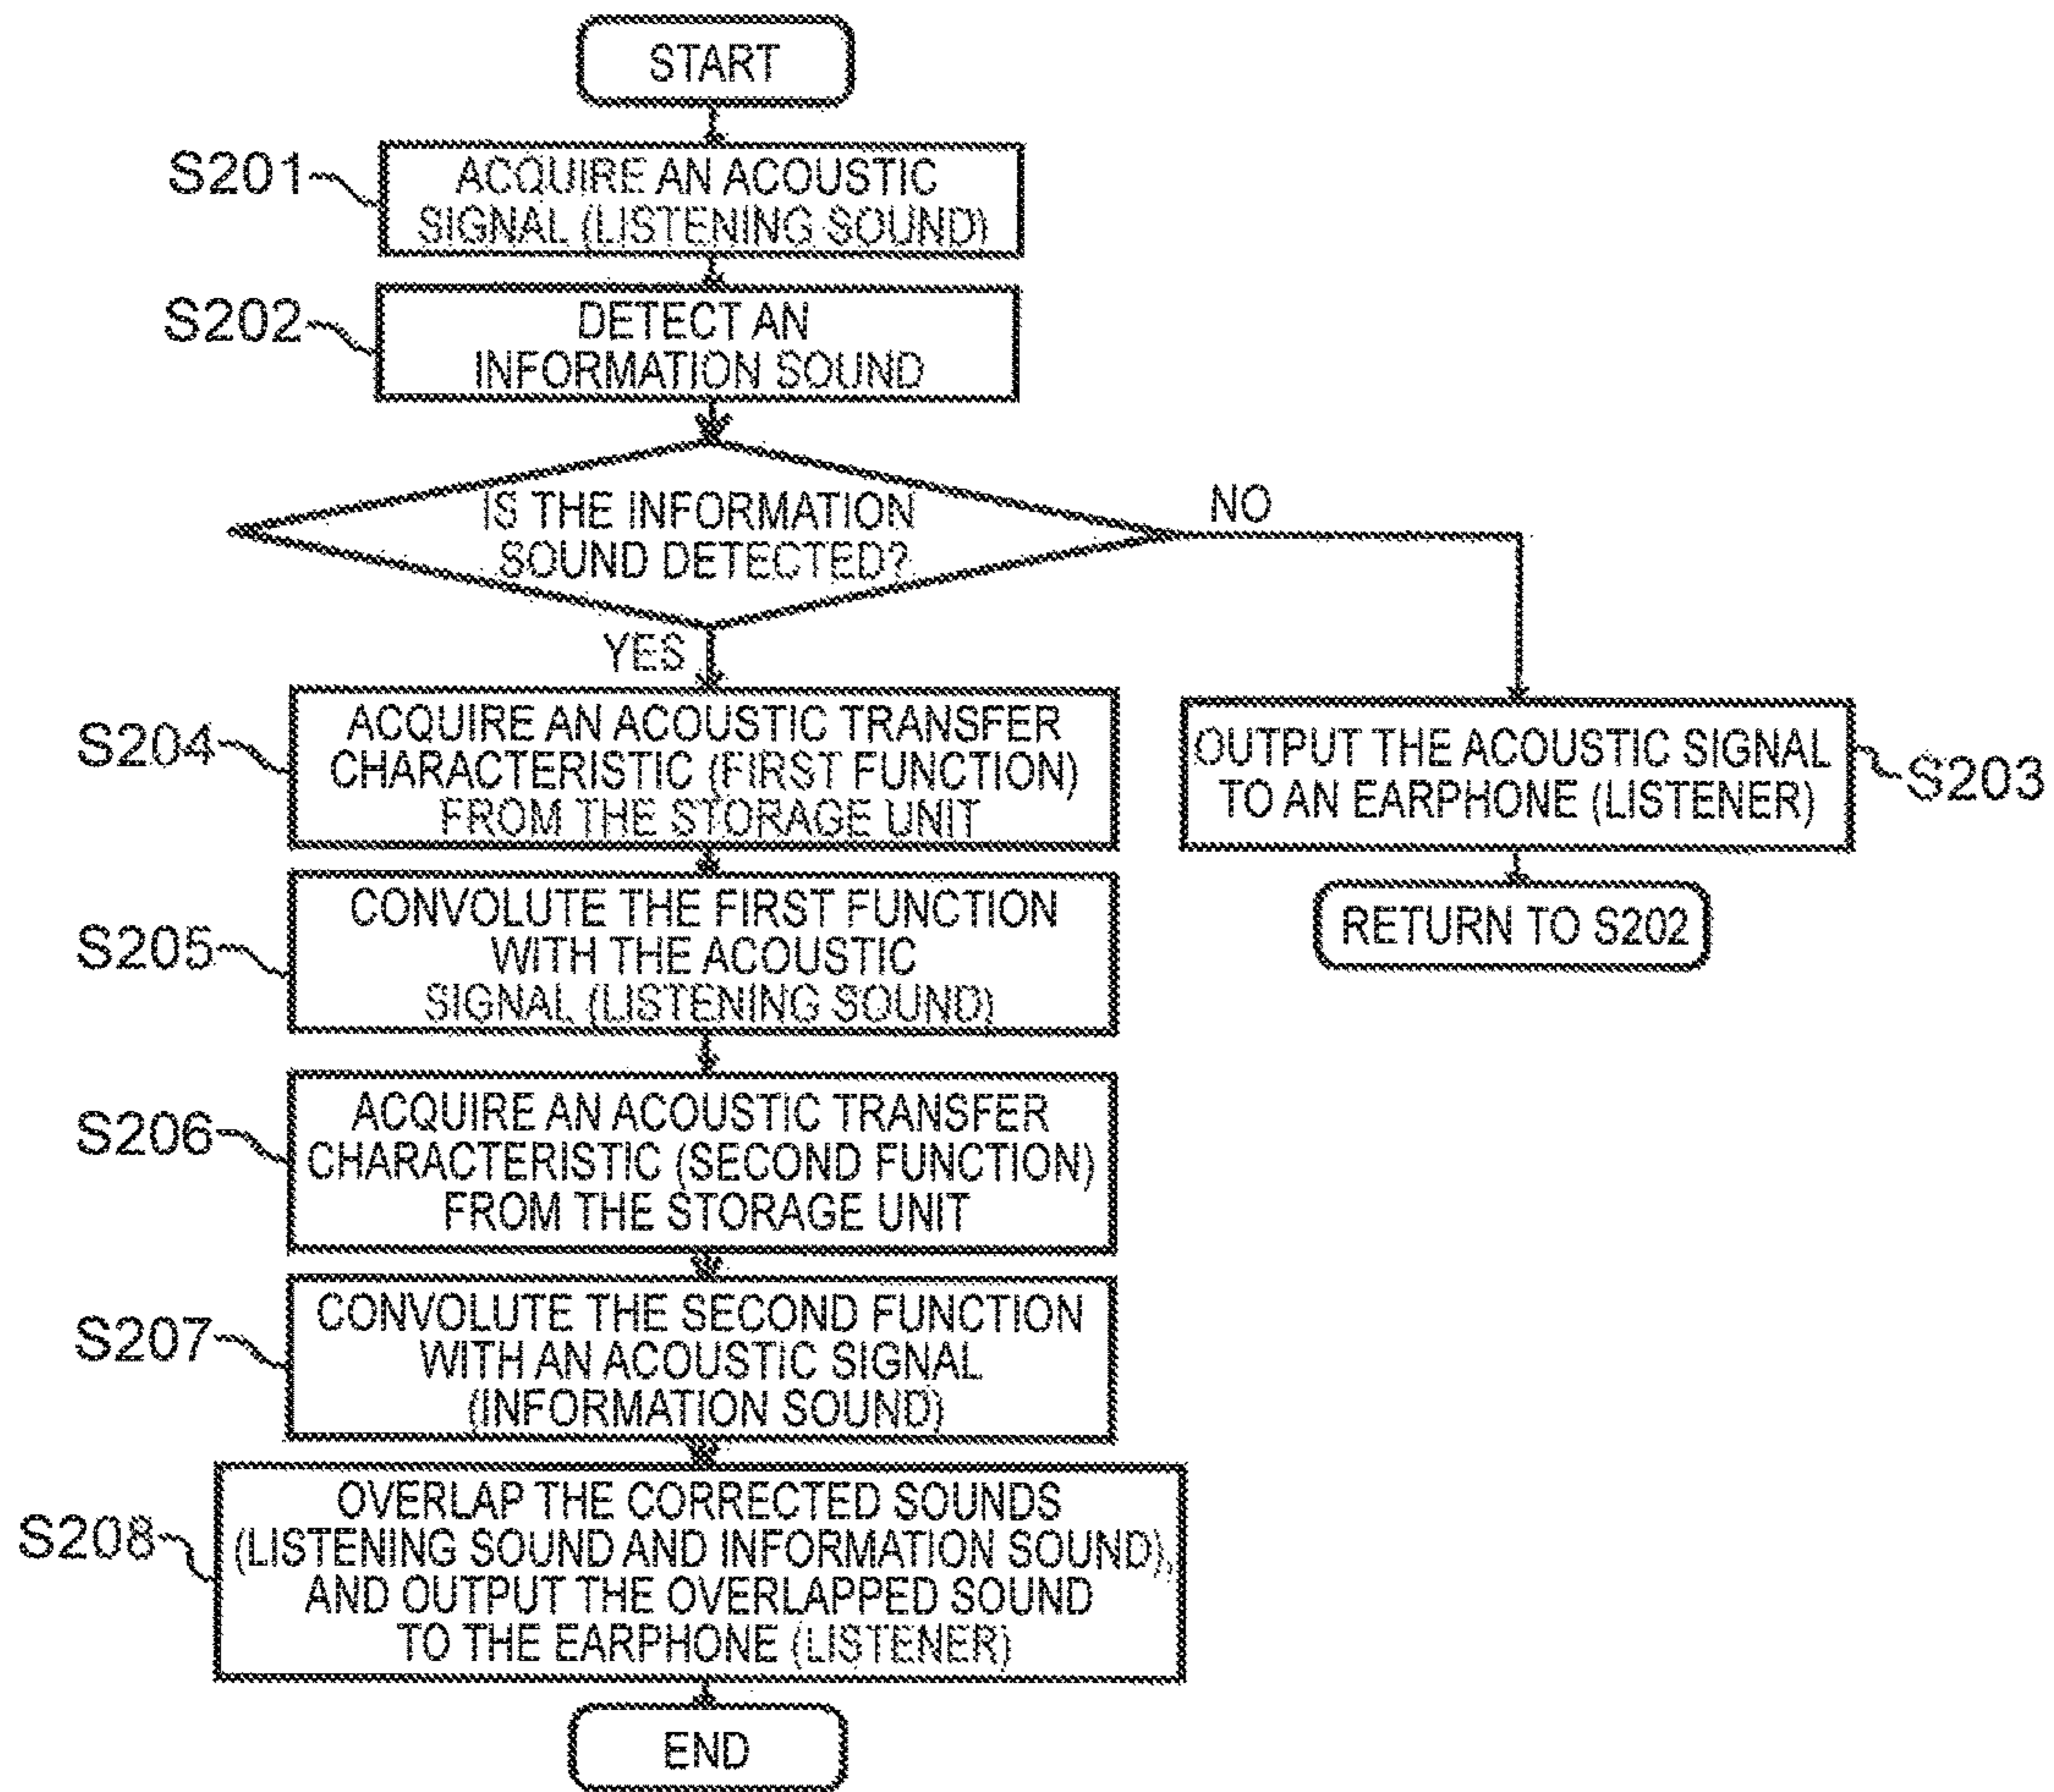 START
S201
ACQUIRE AN ACOUSTIC
SIGNAL (LISTENING SOUND)
S202
DETECT AN
INFORMATION SOUND
IS THE INFORMATION
SOUND DETECTED?
NO
YES
S204
ACQUIRE AN ACOUSTIC TRANSFER
CHARACTERISTIC (FIRST FUNCTION)
FROM THE STORAGE UNIT
OUTPUT THE ACOUSTIC SIGNAL
TO AN EARPHONE (LISTENER)
S203
RETURN TO S202
S205
CONVOLUTE THE FIRST FUNCTION
WITH THE ACOUSTIC
SIGNAL (LISTENING SOUND)
S206
ACQUIRE AN ACOUSTIC TRANSFER
CHARACTERISTIC (SECOND FUNCTION)
FROM THE STORAGE UNIT
S207
CONVOLUTE THE SECOND FUNCTION
WITH AN ACOUSTIC SIGNAL
(INFORMATION SOUND)
S208
OVERLAP THE CORRECTED SOUNDS
(LISTENING SOUND AND INFORMATION SOUND),
AND OUTPUT THE OVERLAPPED SOUND
TO THE EARPHONE (LISTENER)
END